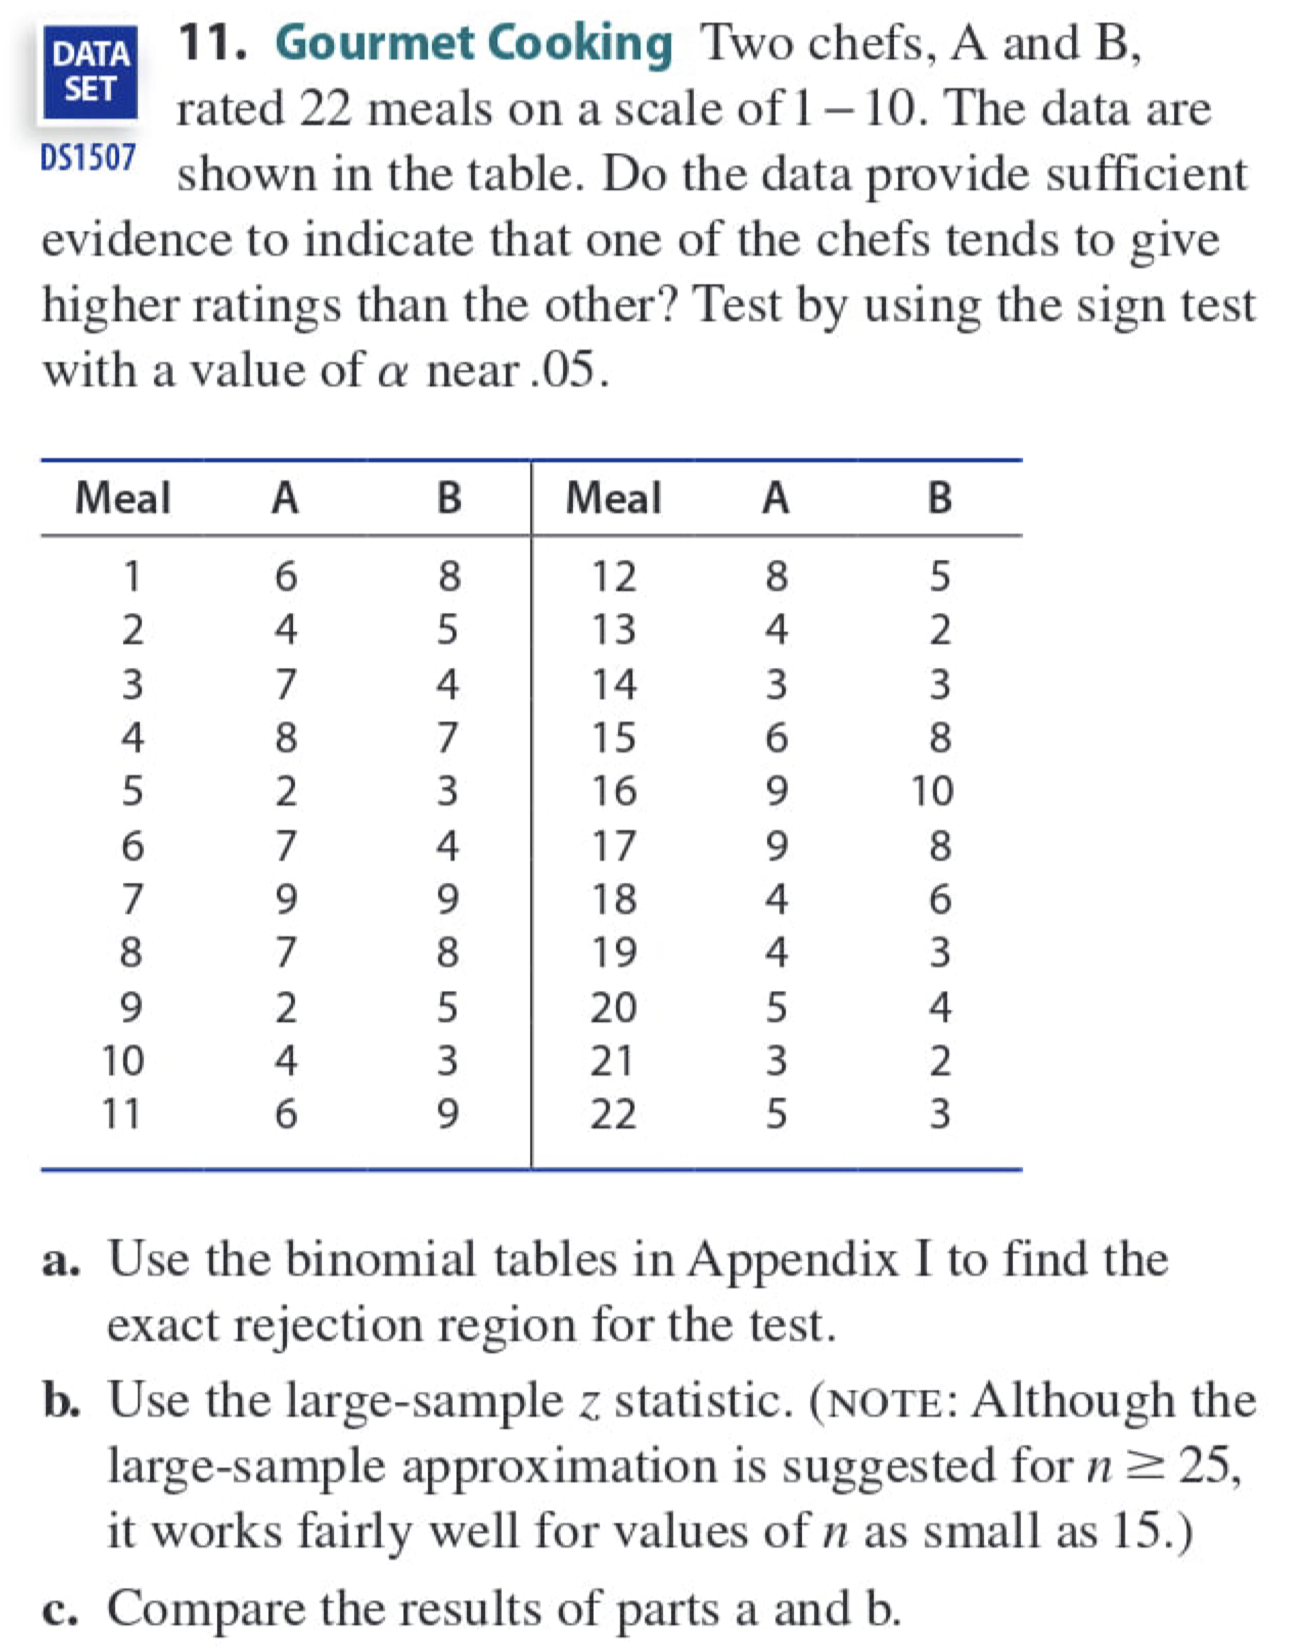 DATA
SET
DS1507
11. Gourmet Cooking Two chefs, A and B,
rated 22 meals on a scale of 1–10. The data are
shown in the table. Do the data provide sufficient
evidence to indicate that one of the chefs tends to give
higher ratings than the other? Test by using the sign test
with a value of α near .05.
Meal A B Meal A B
1 6 8 12 8 5
2 4 5 13 4 2
3 7 4 14 3 3
4 8 7 15 6 8
5 2 3 16 9 10
6 7 4 17 9 8
7 9 9 18 4 6
8 7 8 19 4 3
9 2 5 20 5 4
10 4 3 21 3 2
11 6 9 22 5 3
a. Use the binomial tables in Appendix I to find the
exact rejection region for the test.
b. Use the large-sample z statistic. (NOTE: Although the
large-sample approximation is suggested for n ≥ 25,
it works fairly well for values of n as small as 15.)
c. Compare the results of parts a and b.